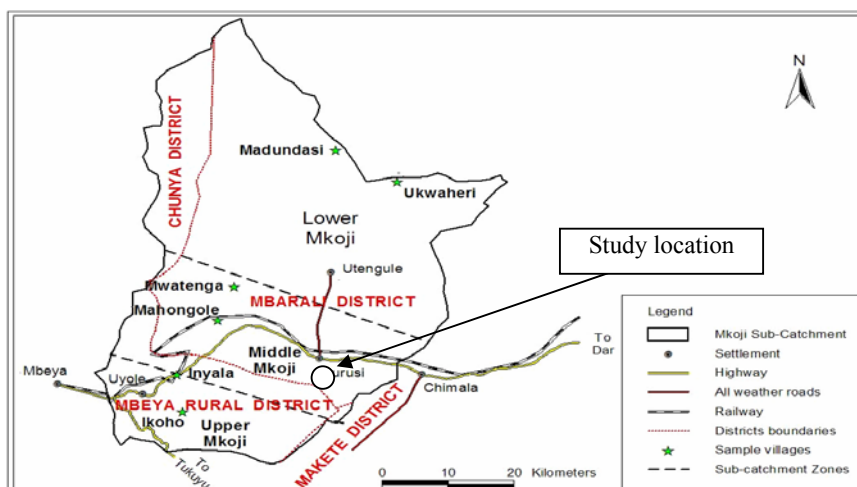 N
CHUNYA DISTRICT
Madundasi
Ukwaheri
Lower
Mkoji
Study location
Utengule
Mwatenga
MBARALI DISTRICT
Mahongole
Middle
Mkoji
urusi
Mbeya
Uyole
Inyala
Chimala
To
Dar
MBEYA RURAL DISTRICT
Ikoho
Upper
Mkoji
MAKETE DISTRICT
To
Tukuyu
0 10 20 Kilometers
Legend
Mkoji Sub-Catchment
Settlement
Highway
All weather roads
Railway
Districts boundaries
Sample villages
Sub-catchment Zones